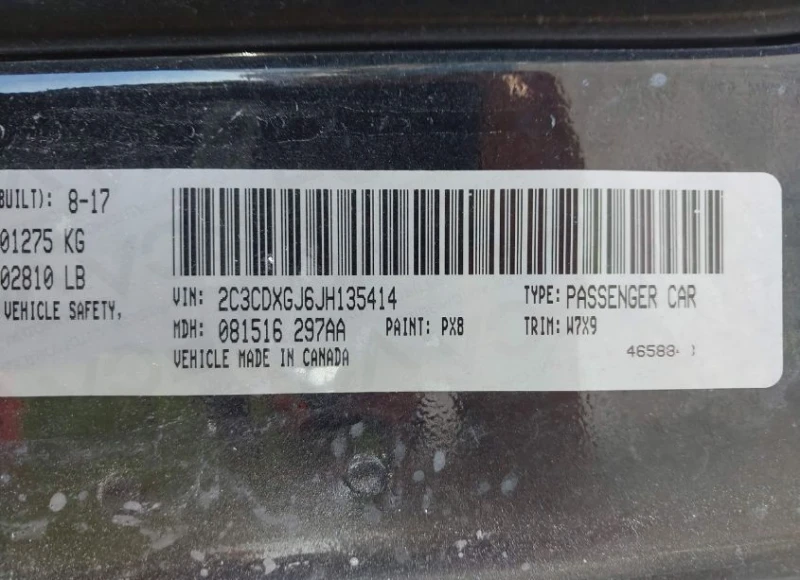 BUILT): 8-17
01275 KG
02810 LB
VEHICLE SAFETY,
VIN: 2C3CDXGJ6JH135414 TYPE: PASSENGER CAR
MDH: 081516 297AA PAINT: PX8 TRIM: W7X9
VEHICLE MADE IN CANADA